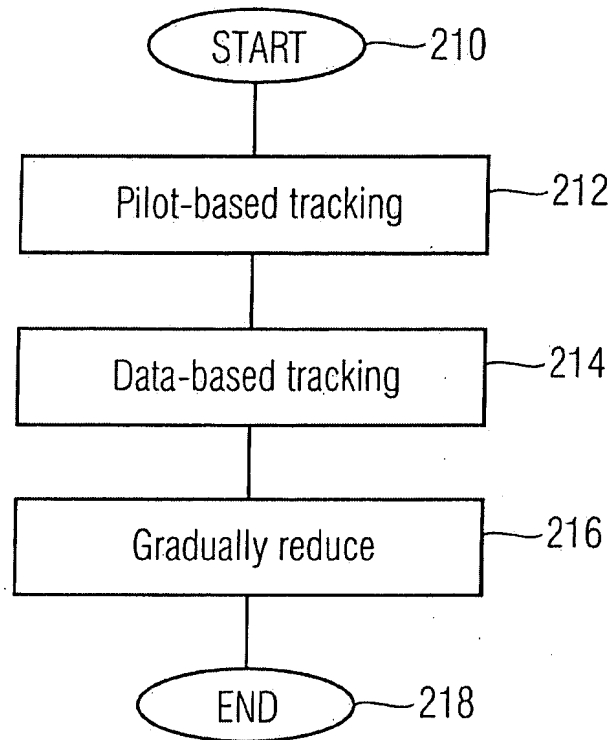 START 210
Pilot-based tracking 212
Data-based tracking 214
Gradually reduce 216
END 218